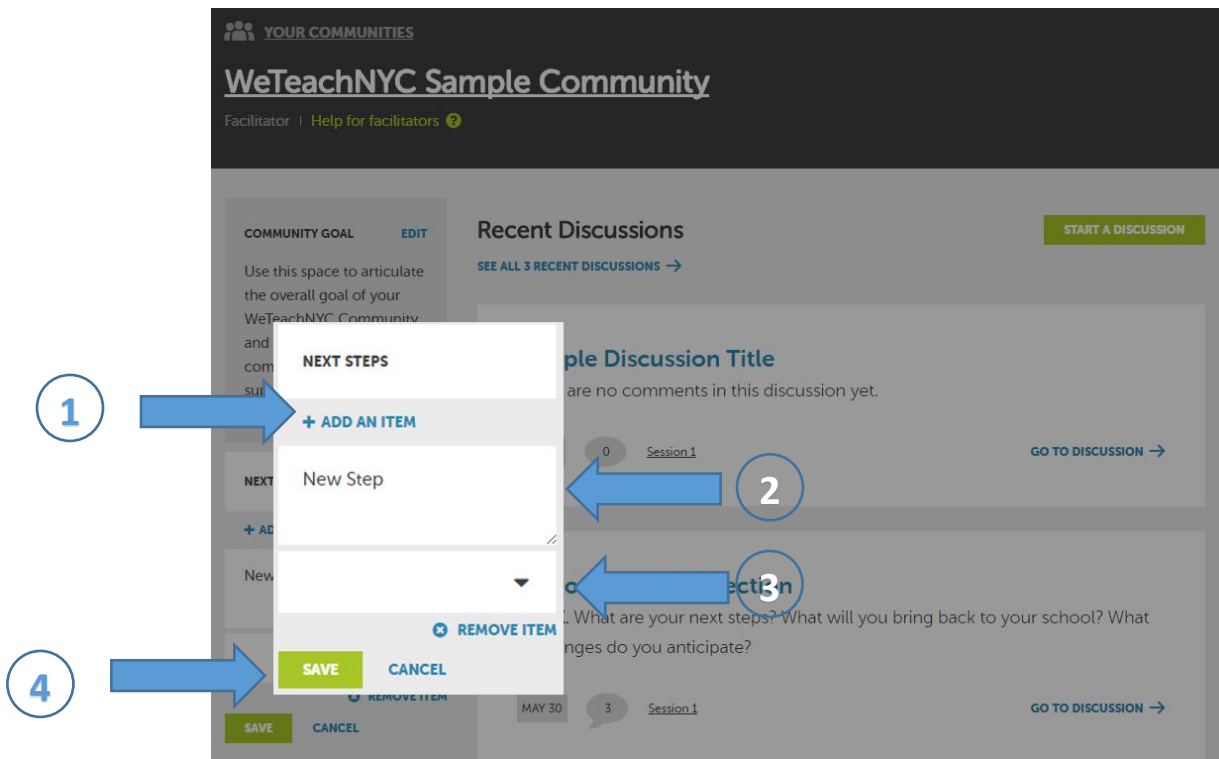 YOUR COMMUNITIES
WeTeachNYC Sample Community
Facilitator | Help for facilitators ?
COMMUNITY GOAL EDIT
Use this space to articulate
the overall goal of your
WeTeachNYC Community
and
com
Recent Discussions
START A DISCUSSION
SEE ALL 3 RECENT DISCUSSIONS →
ple Discussion Title
are no comments in this discussion yet.
0 Session 1 GO TO DISCUSSION →
NEXT STEPS
+ ADD AN ITEM
New Step
REMOVE ITEM
SAVE CANCEL
1
2
3
4
NEXT
+ AD
New
REMOVE ITEM
SAVE CANCEL
ection
What are your next steps? What will you bring back to your school? What
nges do you anticipate?
MAY 30 3 Session 1 GO TO DISCUSSION →